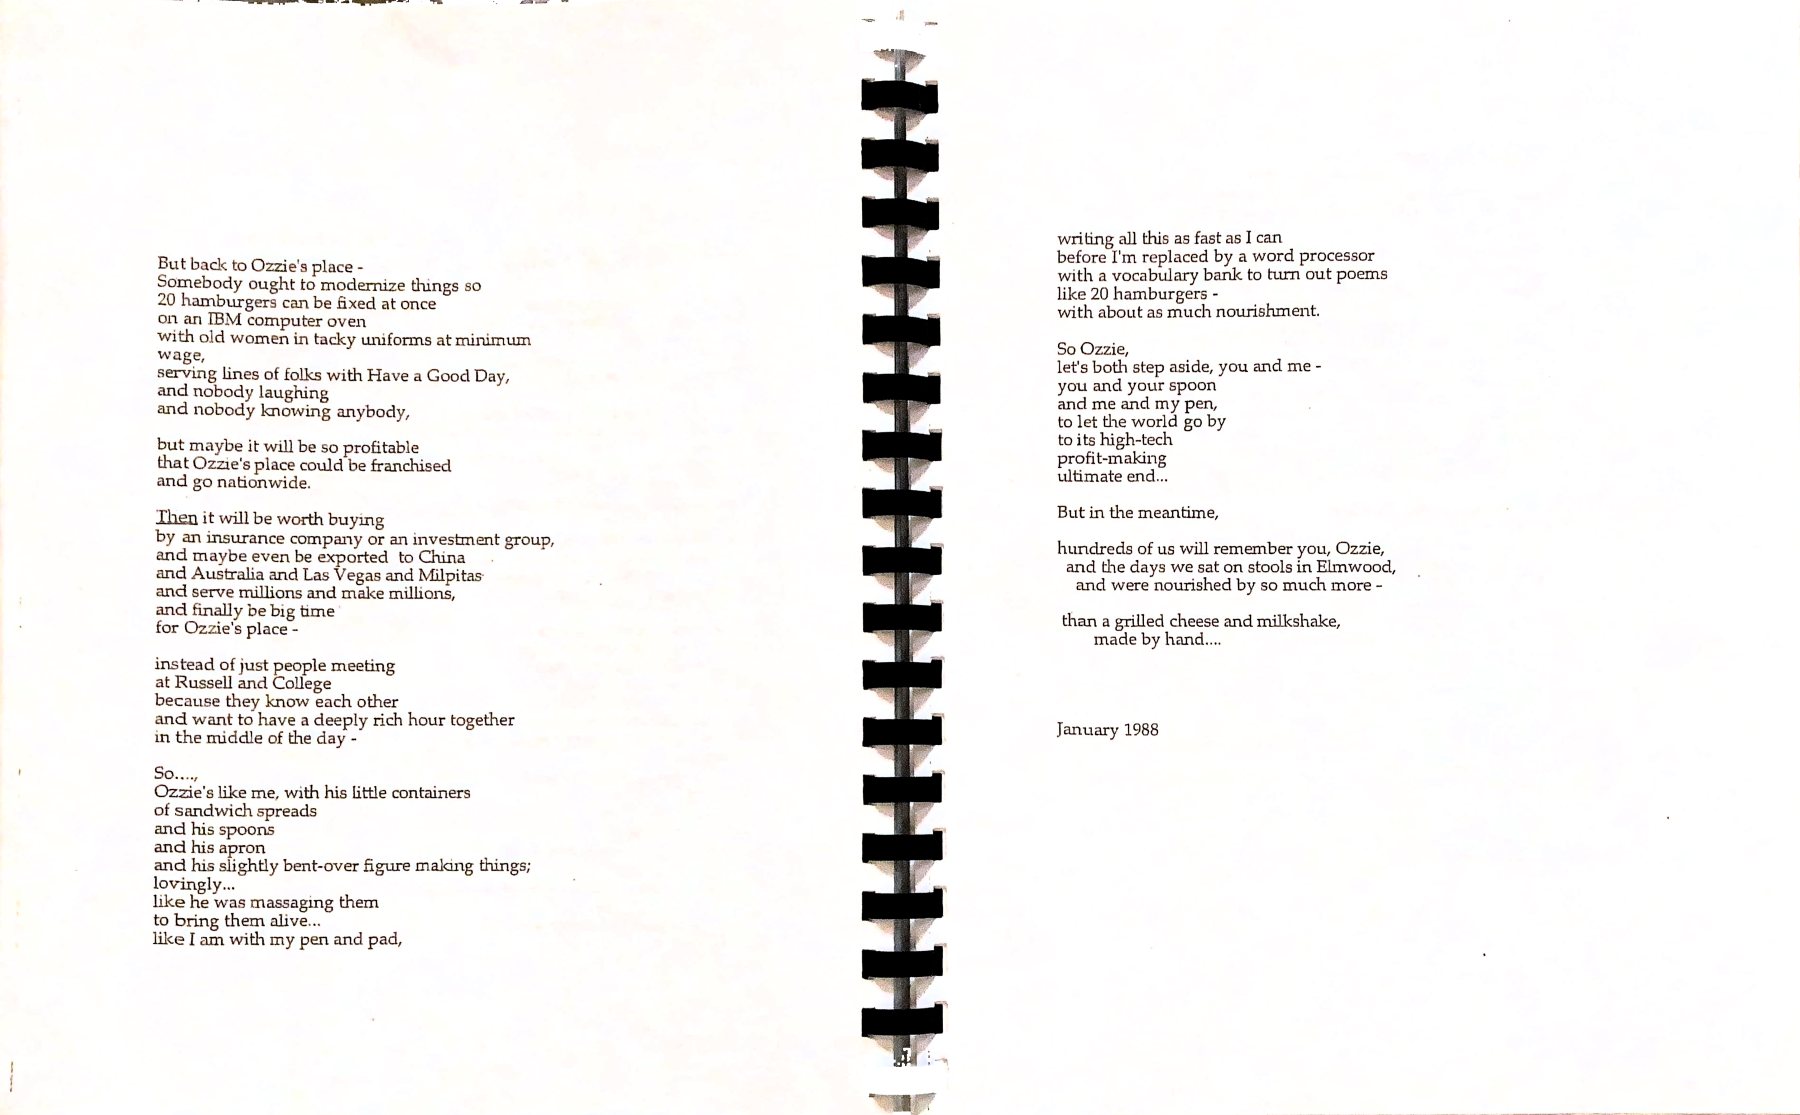 But back to Ozzie's place -
Somebody ought to modernize things so
20 hamburgers can be fixed at once
on an IBM computer oven
with old women in tacky uniforms at minimum
wage,
serving lines of folks with Have a Good Day,
and nobody laughing
and nobody knowing anybody,
but maybe it will be so profitable
that Ozzie's place could be franchised
and go nationwide.
Then it will be worth buying
by an insurance company or an investment group,
and maybe even be exported to China
and Australia and Las Vegas and Milpitas
and serve millions and make millions,
and finally be big time
for Ozzie's place -
instead of just people meeting
at Russell and College
because they know each other
and want to have a deeply rich hour together
in the middle of the day -
So....,
Ozzie's like me, with his little containers
of sandwich spreads
and his spoons
and his apron
and his slightly bent-over figure making things;
lovingly...
like he was massaging them
to bring them alive...
like I am with my pen and pad,
writing all this as fast as I can
before I'm replaced by a word processor
with a vocabulary bank to turn out poems
like 20 hamburgers -
with about as much nourishment.
So Ozzie,
let's both step aside, you and me -
you and your spoon
and me and my pen,
to let the world go by
to its high-tech
profit-making
ultimate end...
But in the meantime,
hundreds of us will remember you, Ozzie,
and the days we sat on stools in Elmwood,
and were nourished by so much more -
than a grilled cheese and milkshake,
made by hand....
January 1988